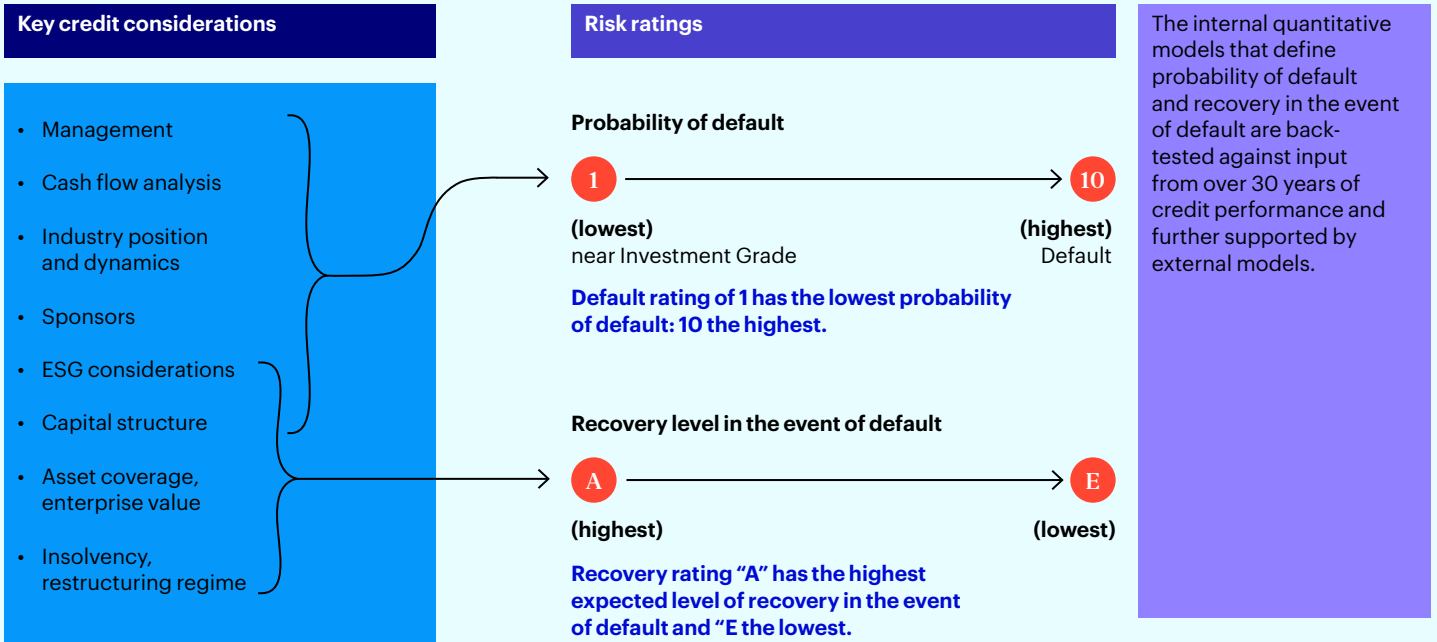 Key credit considerations
• Management
• Cash flow analysis
• Industry position
and dynamics
• Sponsors
• ESG considerations
• Capital structure
• Asset coverage,
enterprise value
• Insolvency,
restructuring regime
Risk ratings
Probability of default
1
10
(lowest)
near Investment Grade
(highest)
Default
Default rating of 1 has the lowest probability
of default: 10 the highest.
Recovery level in the event of default
A
E
(highest)
(lowest)
Recovery rating “A” has the highest
expected level of recovery in the event
of default and “E the lowest.
The internal quantitative
models that define
probability of default
and recovery in the event
of default are back-
tested against input
from over 30 years of
credit performance and
further supported by
external models.